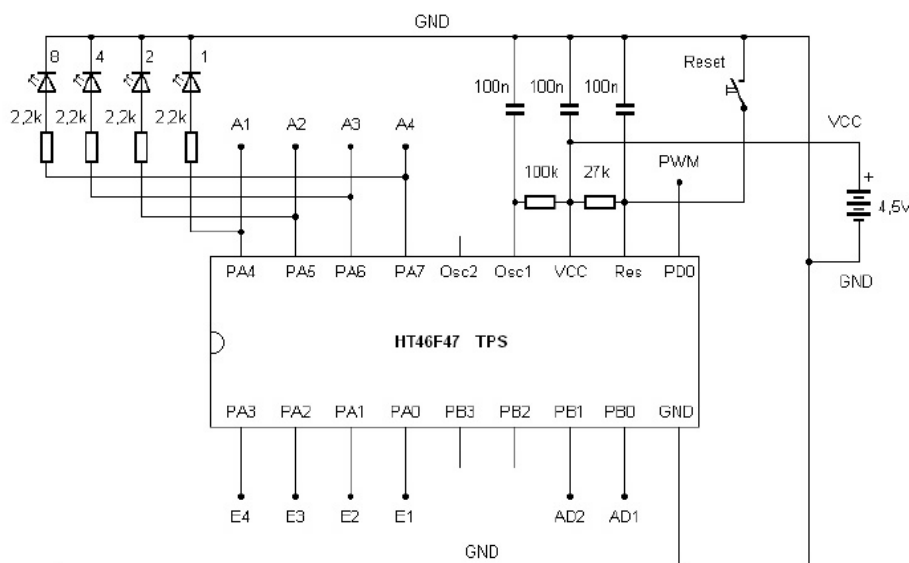 GND
8 4 2 1
Reset
100n 100n 100n
2,2k 2,2k 2,2k 2,2k
A1 A2 A3 A4
VCC
PWM
100k 27k
+
4,5V
PA4 PA5 PA6 PA7 Osc2 Osc1 VCC Res PD0
GND
HT46F47 TPS
PA3 PA2 PA1 PA0 PB3 PB2 PB1 PB0 GND
E4 E3 E2 E1 AD2 AD1
GND